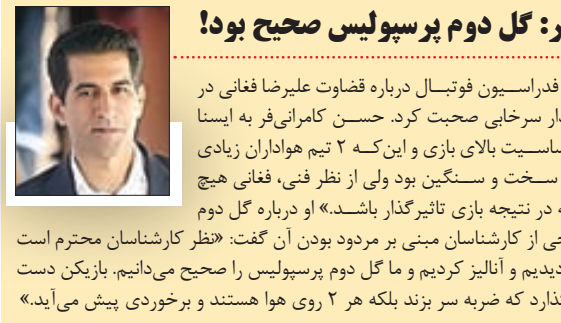 ر: گل دوم پرسپولیس صحیح بود!
فدراسیون فوتبال درباره قضاوت علیرضا فغانی در
دار سرخابی صحبت کرد. حسن کامرانی‌فر به ایسنا
ساسیت بالای بازی و این‌که ۲ تیم هواداران زیادی
سخت و سنگین بود ولی از نظر فنی، فغانی هیچ
ه در نتیجه بازی تاثیرگذار باشد.» او درباره گل دوم
خی از کارشناسان مبنی بر مردود بودن آن گفت: «نظر کارشناسان محترم است
دیدیم و آنالیز کردیم و ما گل دوم پرسپولیس را صحیح می‌دانیم. بازیکن دست
گذارد که ضربه سر بزند بلکه هر ۲ روی هوا هستند و برخوردی پیش می‌آید.»